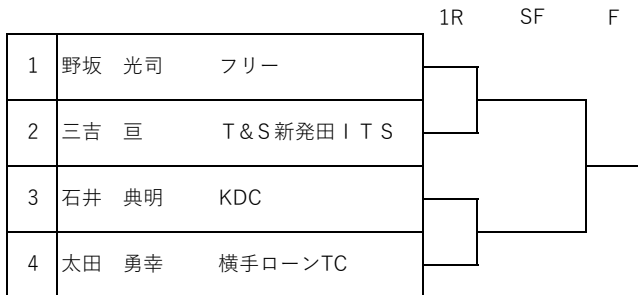 1R SF F
1 野坂 光司 フリー
2 三吉 亘 T&S新発田ITS
3 石井 典明 KDC
4 太田 勇幸 横手ローンTC